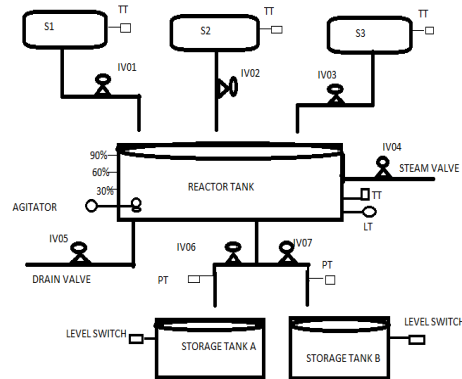 TT
TT
TT
S1
S2
S3
IV01
IV02
IV03
IV04
90%
60%
30%
REACTOR TANK
STEAM VALVE
TT
AGITATOR
LT
IV05
IV06
IV07
PT
PT
DRAIN VALVE
LEVEL SWITCH
LEVEL SWITCH
STORAGE TANK A
STORAGE TANK B